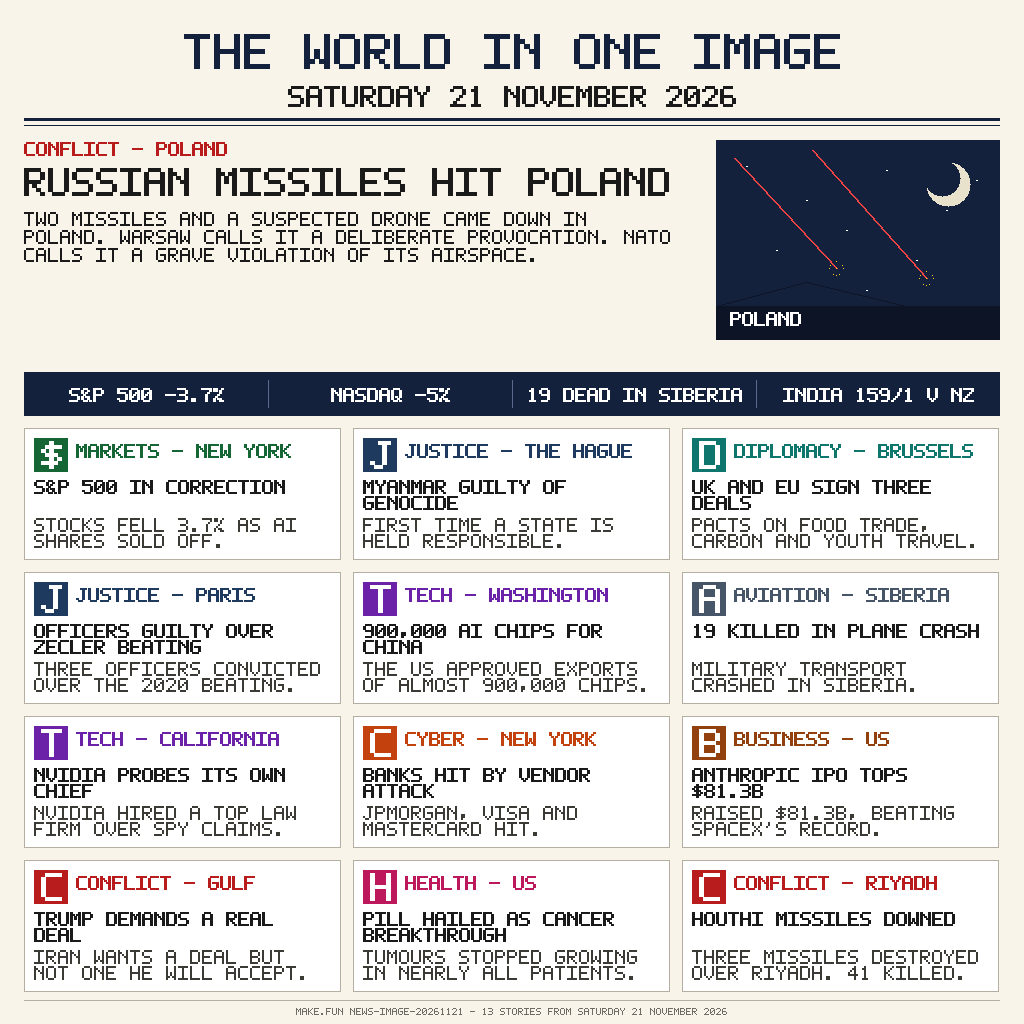 THE WORLD IN ONE IMAGE
SATURDAY 21 NOVEMBER 2026
CONFLICT - POLAND
RUSSIAN MISSILES HIT POLAND
TWO MISSILES AND A SUSPECTED DRONE CAME DOWN IN
POLAND. WARSAW CALLS IT A DELIBERATE PROVOCATION. NATO
CALLS IT A GRAVE VIOLATION OF ITS AIRSPACE.
POLAND
S&P 500 -3.7%
NASDAQ -5%
19 DEAD IN SIBERIA
INDIA 159/1 V NZ
$ MARKETS - NEW YORK
S&P 500 IN CORRECTION
STOCKS FELL 3.7% AS AI
SHARES SOLD OFF.
J JUSTICE - THE HAGUE
MYANMAR GUILTY OF
GENOCIDE
FIRST TIME A STATE IS
HELD RESPONSIBLE.
D DIPLOMACY - BRUSSELS
UK AND EU SIGN THREE
DEALS
PACTS ON FOOD TRADE,
CARBON AND YOUTH TRAVEL.
J JUSTICE - PARIS
OFFICERS GUILTY OVER
ZECLER BEATING
THREE OFFICERS CONVICTED
OVER THE 2020 BEATING.
T TECH - WASHINGTON
900,000 AI CHIPS FOR
CHINA
THE US APPROVED EXPORTS
OF ALMOST 900,000 CHIPS.
A AVIATION - SIBERIA
19 KILLED IN PLANE CRASH
MILITARY TRANSPORT
CRASHED IN SIBERIA.
T TECH - CALIFORNIA
NVIDIA PROBES ITS OWN
CHIEF
NVIDIA HIRED A TOP LAW
FIRM OVER SPY CLAIMS.
C CYBER - NEW YORK
BANKS HIT BY VENDOR
ATTACK
JPMORGAN, VISA AND
MASTERCARD HIT.
B BUSINESS - US
ANTHROPIC IPO TOPS
$81.3B
RAISED $81.3B, BEATING
SPACEX'S RECORD.
C CONFLICT - GULF
TRUMP DEMANDS A REAL
DEAL
IRAN WANTS A DEAL BUT
NOT ONE HE WILL ACCEPT.
H HEALTH - US
PILL HAILED AS CANCER
BREAKTHROUGH
TUMOURS STOPPED GROWING
IN NEARLY ALL PATIENTS.
C CONFLICT - RIYADH
HOUTHI MISSILES DOWNED
THREE MISSILES DESTROYED
OVER RIYADH. 41 KILLED.
MAKE.FUN NEWS-IMAGE-20261121 - 13 STORIES FROM SATURDAY 21 NOVEMBER 2026